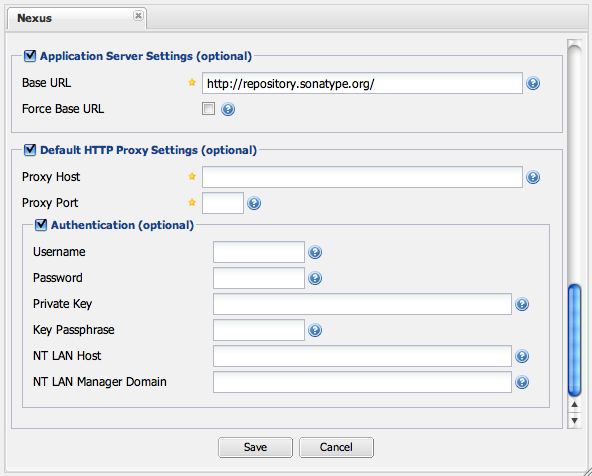 Nexus
Application Server Settings (optional)
Base URL
http://repository.sonatype.org/
Force Base URL
Default HTTP Proxy Settings (optional)
Proxy Host
Proxy Port
Authentication (optional)
Username
Password
Private Key
Key Passphrase
NT LAN Host
NT LAN Manager Domain
Save Cancel